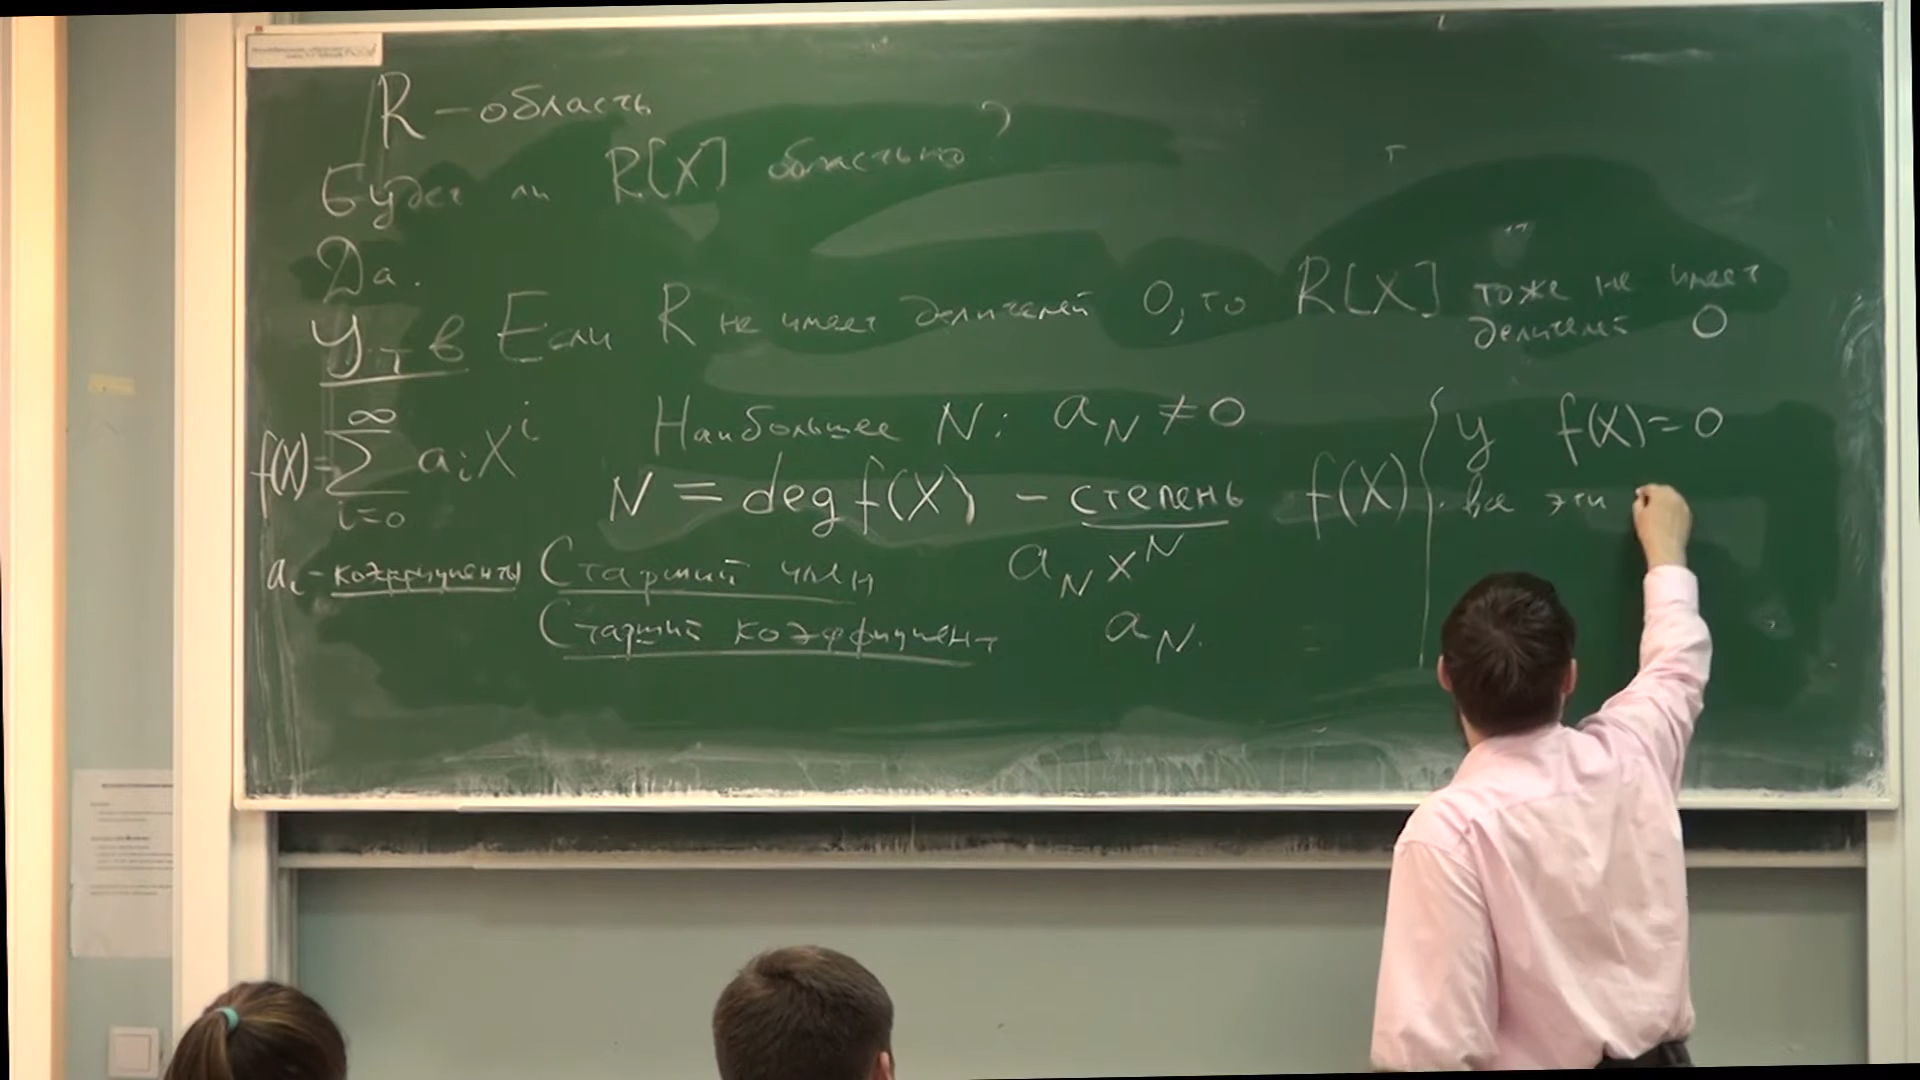 R – область
Будет ли R[X] областью?
Да.
Утв Если R не имеет делителей 0, то R[X] тоже не имеет
делителей 0
f(X) = ∑_{i=0}^{∞} a_i X^i
Наибольшее N: a_N ≠ 0
N = deg f(X) – степень f(X)
a_i – коэффициенты
Старший член a_N x^N
Старший коэффициент a_N.
У f(X) = 0
все эти